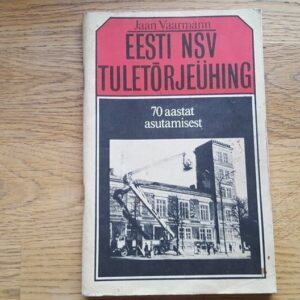 Jaan Vaarmann
EESTI NSV
TULETÕRJEÜHING
70 aastat
asutamisest